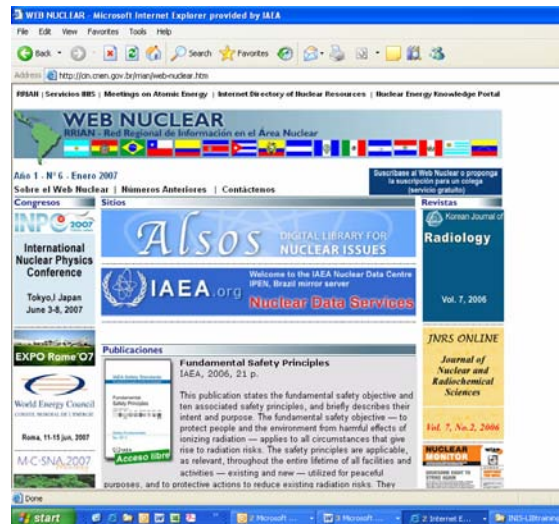 WEB NUCLEAR - Microsoft Internet Explorer provided by IAEA
File Edit View Favorites Tools Help
Back Search Favorites
Address http://cin.cnen.gov.br/rrian/web-nuclear.htm
RRIAN | Servicios INIS | Meetings on Atomic Energy | Internet Directory of Nuclear Resources | Nuclear Energy Knowledge Portal
WEB NUCLEAR
RRIAN - Red Regional de Información en el Área Nuclear
Año 1 - Nº 6 - Enero 2007
Suscríbase al Web Nuclear o proponga
la suscripción para un colega
(servicio gratuito)
Sobre el Web Nuclear | Números Anteriores | Contáctenos
Congresos
INPC 2007
International
Nuclear Physics
Conference
Tokyo,l Japan
June 3-8, 2007
EXPO Rome'07
World Energy Council
Roma, 11-15 jun, 2007
M·C·SNA 2007
Sitios
Alsos DIGITAL LIBRARY FOR
NUCLEAR ISSUES
IAEA.org
Welcome to the IAEA Nuclear Data Centre
IPEN, Brazil mirror server
Nuclear Data Services
Publicaciones
IAEA Safety Standards
Fundamental
Safety Principles
Acceso libre
Fundamental Safety Principles
IAEA, 2006, 21 p.
This publication states the fundamental safety objective and
ten associated safety principles, and briefly describes their
intent and purpose. The fundamental safety objective — to
protect people and the environment from harmful effects of
ionizing radiation — applies to all circumstances that give
rise to radiation risks. The safety principles are applicable,
as relevant, throughout the entire lifetime of all facilities and
activities — existing and new — utilized for peaceful
purposes, and to protective actions to reduce existing radiation risks. They
Revistas
Korean Journal of
Radiology
Vol. 7, 2006
JNRS ONLINE
Journal of
Nuclear and
Radiochemical
Sciences
Vol. 7, No.2, 2006
NUCLEAR
MONITOR
Done
start
2 Microsoft ...
3 Microsoft ...
2 Internet E...